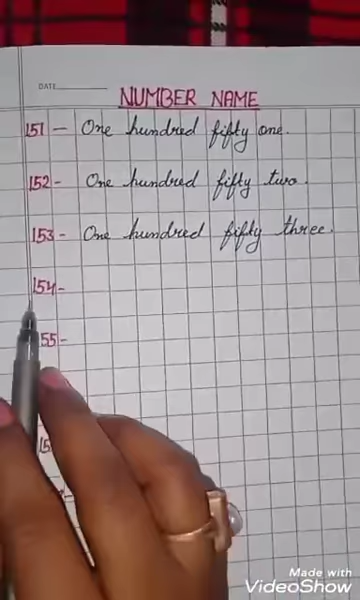 DATE
NUMBER NAME
151 - One hundred fifty one.
152 - One hundred fifty two.
153 - One hundred fifty three.
154 -
155 -
15
Made with
VideoShow